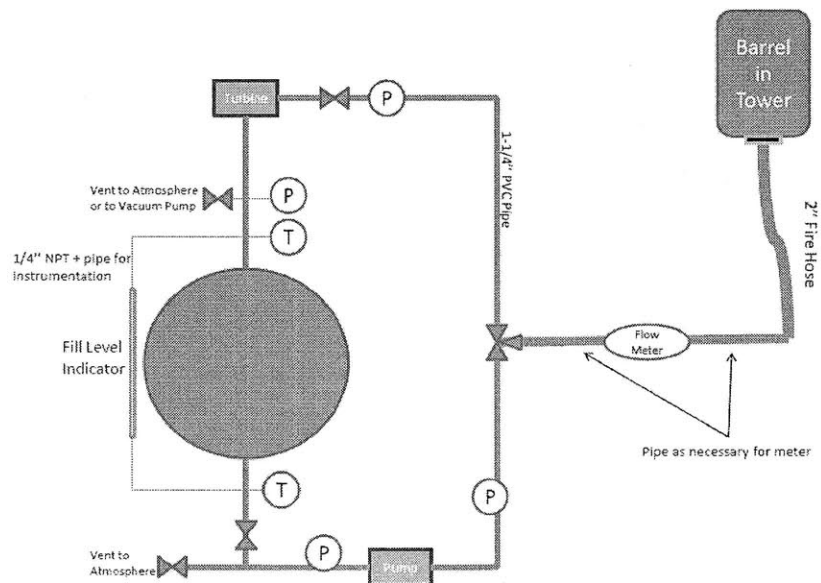 Barrel
in
Tower
Turbine
P
1-1/4" PVC Pipe
2" Fire Hose
Vent to Atmosphere
or to Vacuum Pump
P
T
1/4" NPT + pipe for
instrumentation
Fill Level
Indicator
Flow
Meter
Pipe as necessary for meter
T
P
Vent to
Atmosphere
P
Pump